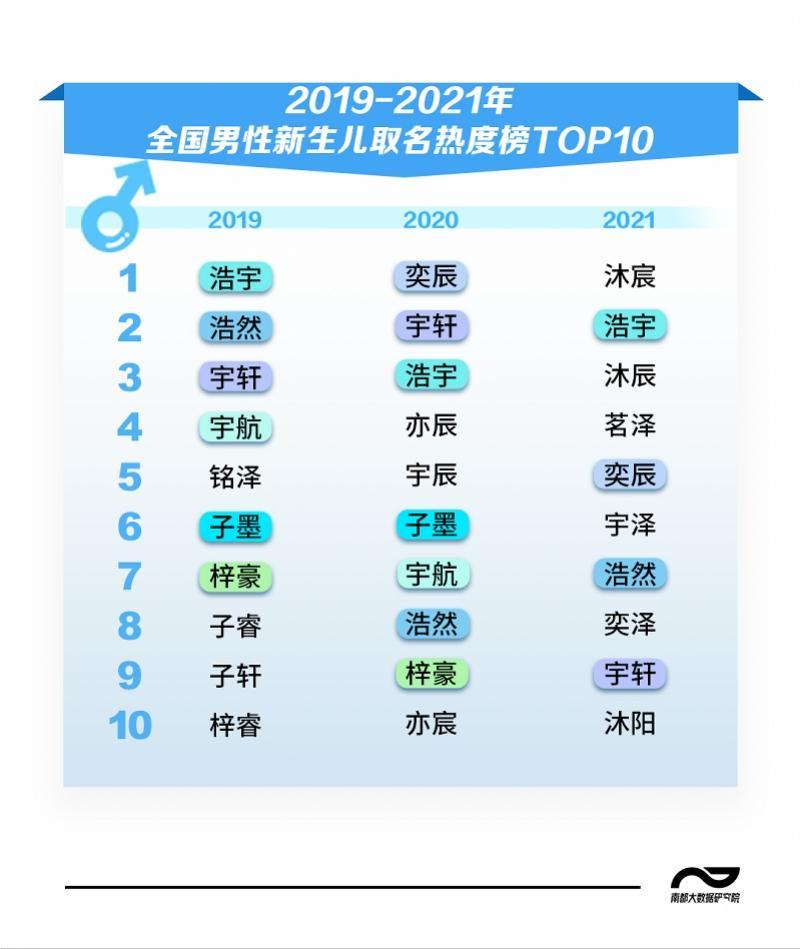 2019-2021年
全国男性新生儿取名热度榜TOP10
2019 2020 2021
1 浩宇 奕辰 沐宸
2 浩然 宇轩 浩宇
3 宇轩 浩宇 沐辰
4 宇航 亦辰 茗泽
5 铭泽 宇辰 奕辰
6 子墨 子墨 宇泽
7 梓豪 宇航 浩然
8 子睿 浩然 奕泽
9 子轩 梓豪 宇轩
10 梓睿 亦宸 沐阳
南都大数据研究院